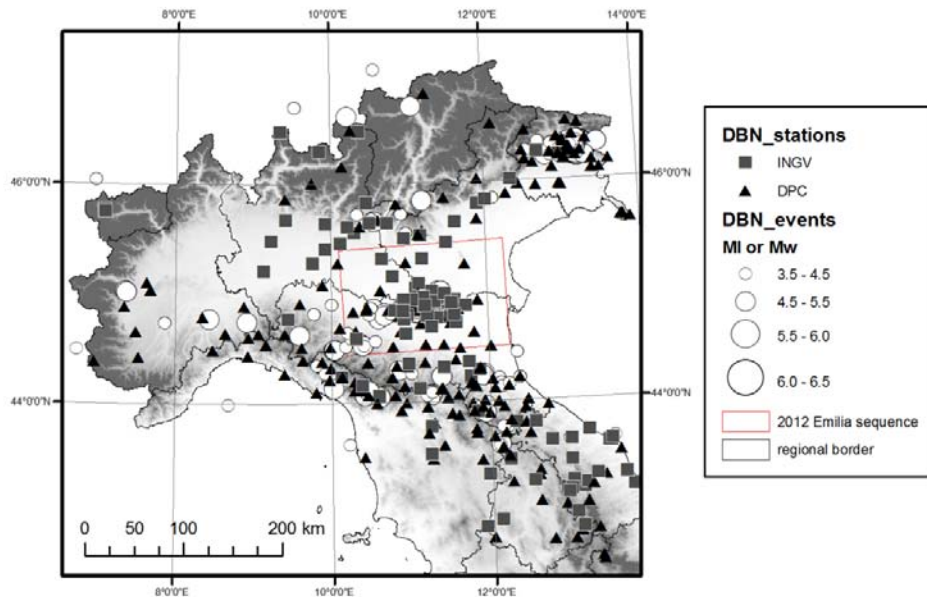 8°0'0"E 10°0'0"E 12°0'0"E 14°0'0"E
46°0'0"N 46°0'0"N
44°0'0"N 44°0'0"N
0 50 100 200 km
8°0'0"E 10°0'0"E 12°0'0"E
DBN_stations
INGV
DPC
DBN_events
Ml or Mw
3.5 - 4.5
4.5 - 5.5
5.5 - 6.0
6.0 - 6.5
2012 Emilia sequence
regional border